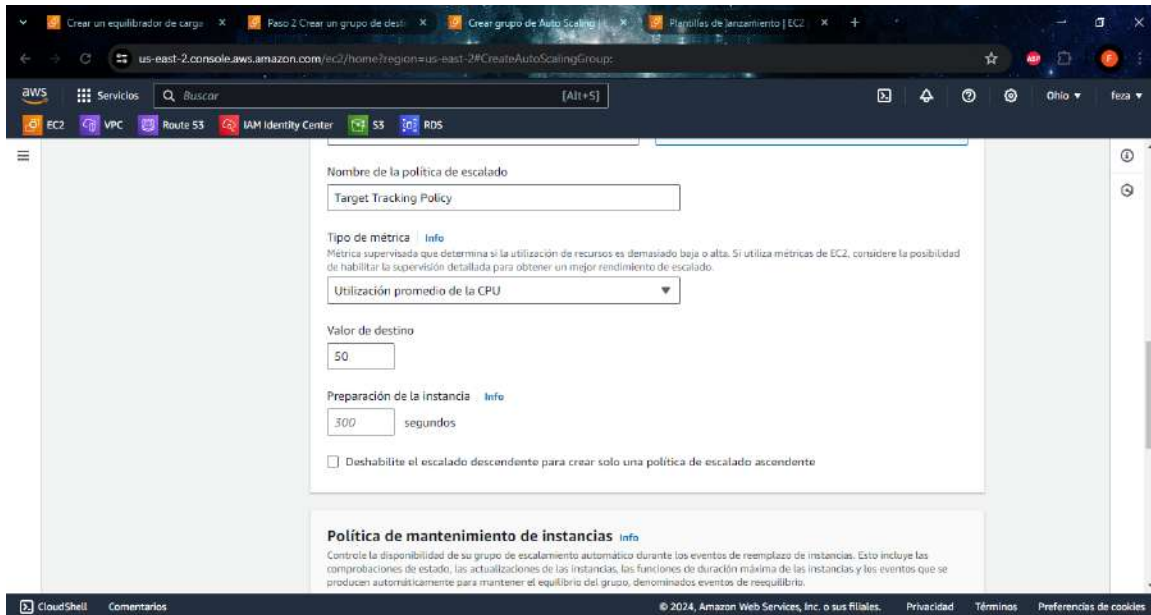 Crear un equilibrador de carga
Paso 2 Crear un grupo de desti
Crear grupo de Auto Scaling |
Plantillas de lanzamiento | EC2
us-east-2.console.aws.amazon.com/ec2/home?region=us-east-2#CreateAutoScalingGroup:
ABP
F
aws
Servicios
Buscar
[Alt+S]
Ohio
feza
EC2
VPC
Route 53
IAM Identity Center
S3
RDS
Nombre de la política de escalado
Target Tracking Policy
Tipo de métrica | Info
Métrica supervisada que determina si la utilización de recursos es demasiado baja o alta. Si utiliza métricas de EC2, considere la posibilidad
de habilitar la supervisión detallada para obtener un mejor rendimiento de escalado.
Utilización promedio de la CPU
Valor de destino
50
Preparación de la instancia | Info
300 segundos
Deshabilite el escalado descendente para crear solo una política de escalado ascendente
Política de mantenimiento de instancias Info
Controle la disponibilidad de su grupo de escalamiento automático durante los eventos de reemplazo de instancias. Esto incluye las
comprobaciones de estado, las actualizaciones de las instancias, las funciones de duración máxima de las instancias y los eventos que se
producen automáticamente para mantener el equilibrio del grupo, denominados eventos de reequilibrio.
CloudShell
Comentarios
© 2024, Amazon Web Services, Inc. o sus filiales.
Privacidad
Términos
Preferencias de cookies